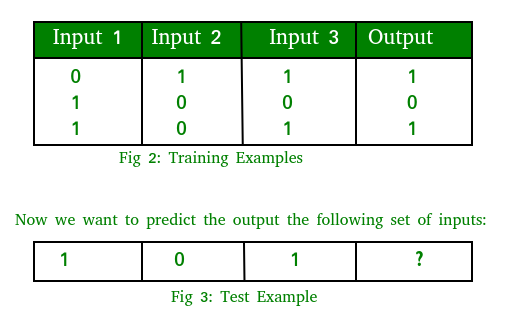 Input 1 Input 2 Input 3 Output
0 1 1 1
1 0 0 0
1 0 1 1
Fig 2: Training Examples
Now we want to predict the output the following set of inputs:
1 0 1 ?
Fig 3: Test Example